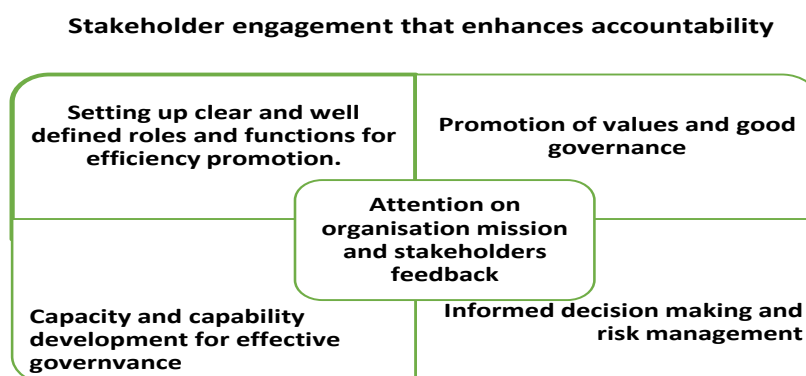 Stakeholder engagement that enhances accountability
Setting up clear and well
defined roles and functions for
efficiency promotion.
Promotion of values and good
governance
Attention on
organisation mission
and stakeholders
feedback
Capacity and capability
development for effective
governvance
Informed decision making and
risk management